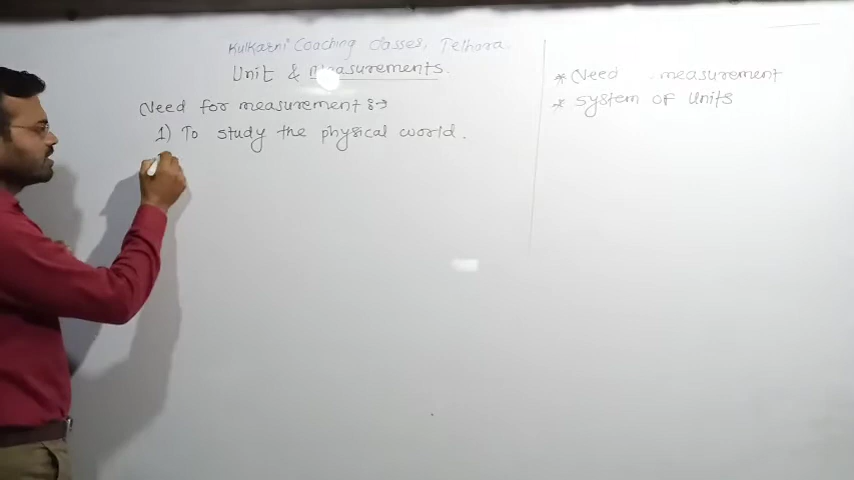 Kulkarni Coaching classes, Telhara.
Unit & Measurements.
Need for measurement :->
1) To study the physical world.
* Need measurement
* system of Units